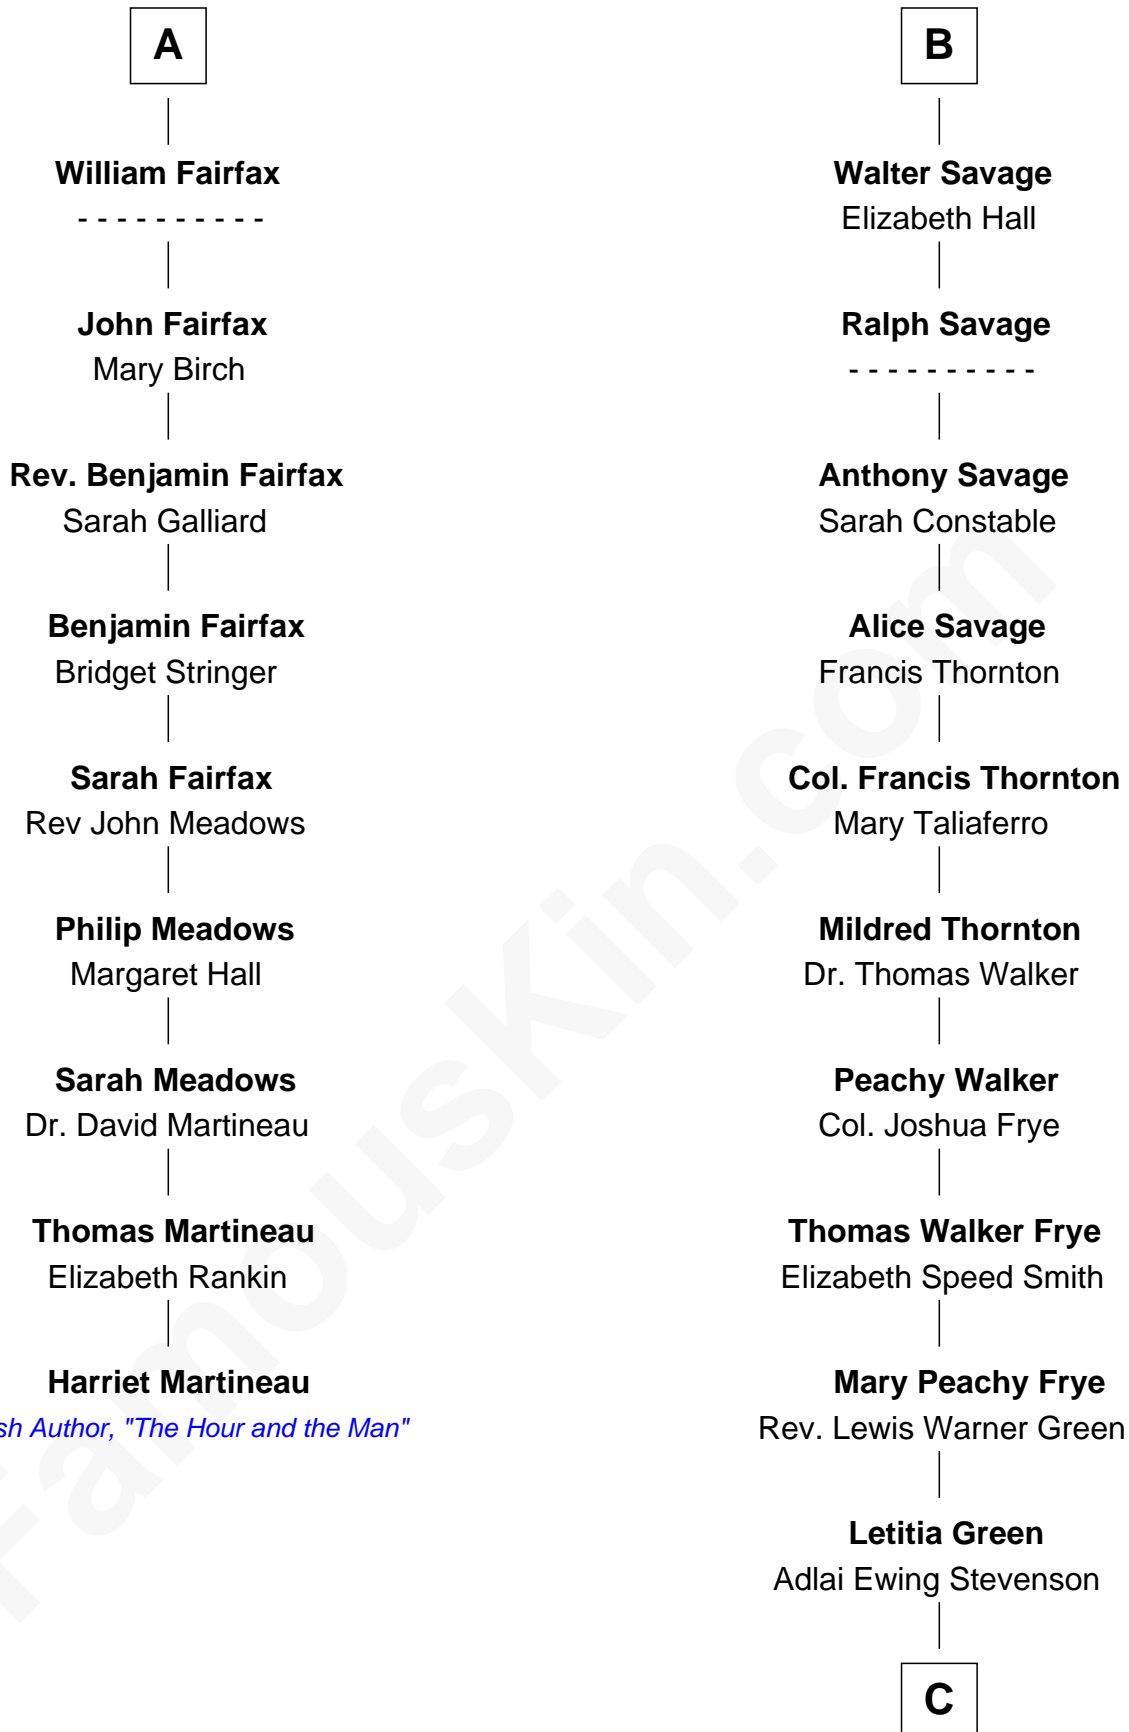 A
William Fairfax
- - - - - - - - - -
John Fairfax
Mary Birch
Rev. Benjamin Fairfax
Sarah Galliard
Benjamin Fairfax
Bridget Stringer
Sarah Fairfax
Rev John Meadows
Philip Meadows
Margaret Hall
Sarah Meadows
Dr. David Martineau
Thomas Martineau
Elizabeth Rankin
Harriet Martineau
sh Author, "The Hour and the Man"
B
Walter Savage
Elizabeth Hall
Ralph Savage
- - - - - - - - - -
Anthony Savage
Sarah Constable
Alice Savage
Francis Thornton
Col. Francis Thornton
Mary Taliaferro
Mildred Thornton
Dr. Thomas Walker
Peachy Walker
Col. Joshua Frye
Thomas Walker Frye
Elizabeth Speed Smith
Mary Peachy Frye
Rev. Lewis Warner Green
Letitia Green
Adlai Ewing Stevenson
C
FamousKin.com